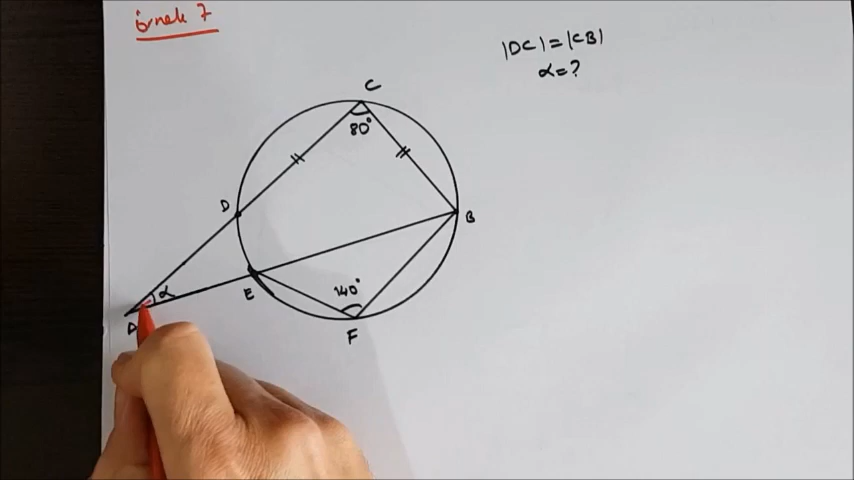 örnek 7
|DC| = |CB|
α = ?
C
80°
D
B
α
E
140°
A
F